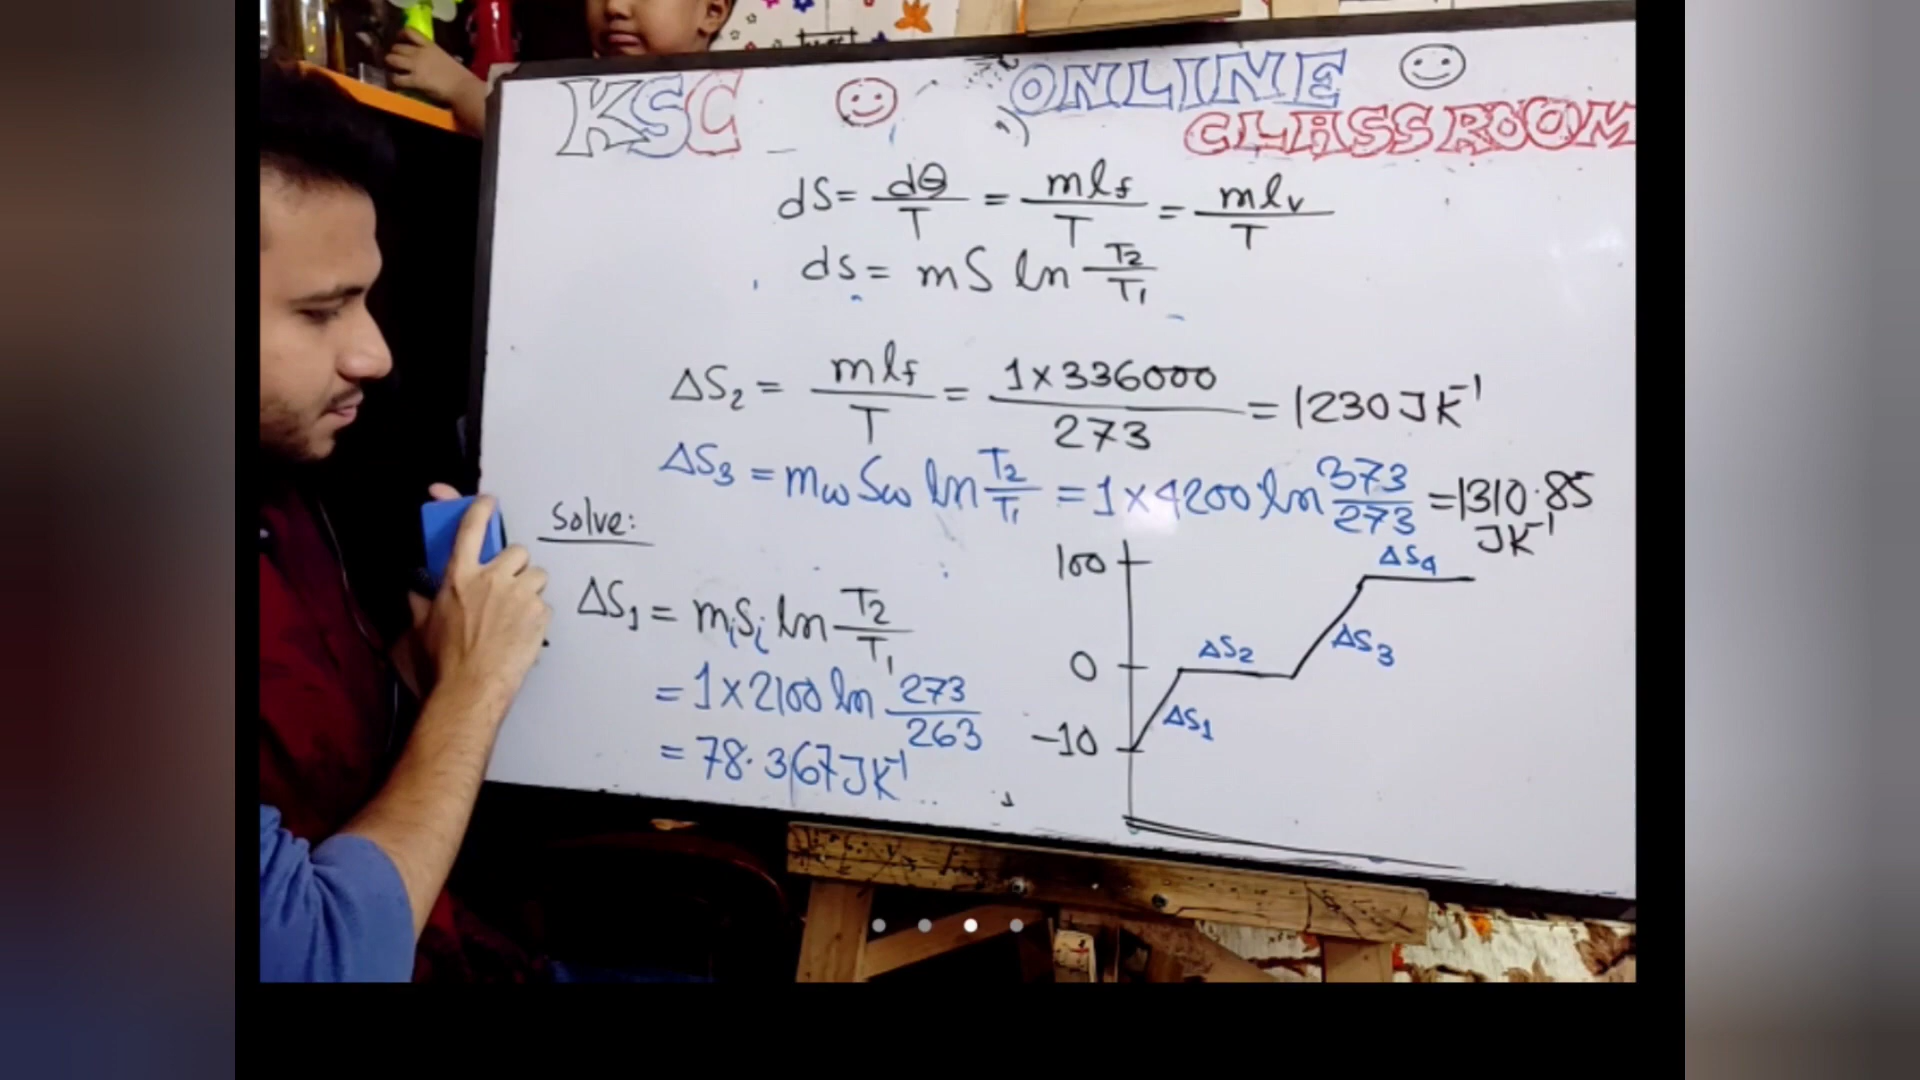 KSC ONLINE
CLASSROOM
dS = dθ/T = mlf/T = mlv/T
ds = mS ln T2/T1
ΔS2 = mlf/T = 1×336000/273 = 1230 JK⁻¹
ΔS3 = mω Sω ln T2/T1 = 1×4200 ln 373/273 = 1310.85 JK⁻¹
Solve:
ΔS1 = miSi ln T2/T1
= 1×2100 ln 273/263
= 78.367 JK⁻¹
100
0
-10
ΔS1
ΔS2
ΔS3
ΔS4